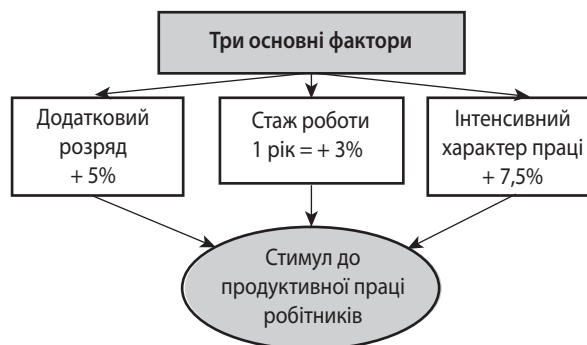 Три основні фактори
Додатковий
розряд
+ 5%
Стаж роботи
1 рік = + 3%
Інтенсивний
характер праці
+ 7,5%
Стимул до
продуктивної праці
робітників